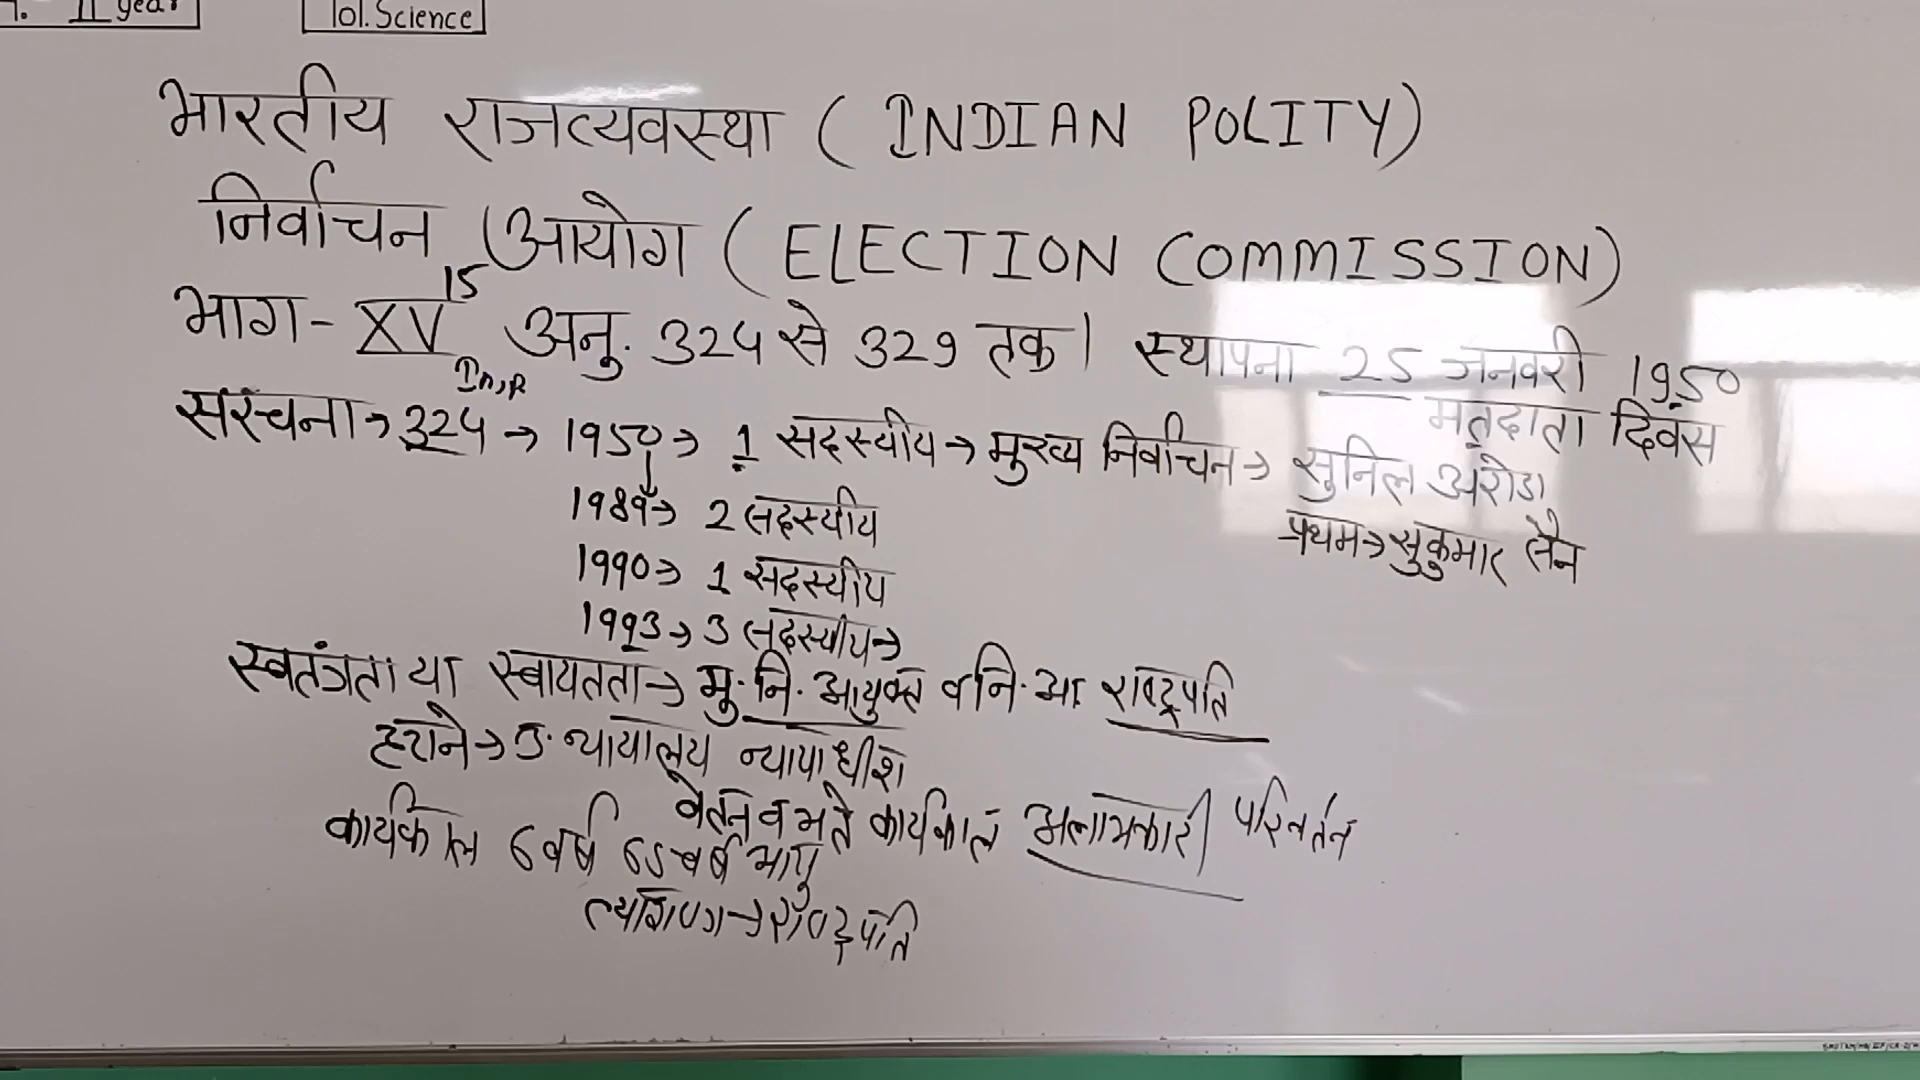 II year
Pol. Science
भारतीय राजव्यवस्था ( INDIAN POLITY)
निर्वाचन आयोग ( ELECTION COMMISSION)
भाग - XV 15 अनु. 324 से 329 तक। स्थापना 25 जनवरी 1950
Imp मतदाता दिवस
संरचना → 324 → 1950 → 1 सदस्यीय → मुख्य निर्वाचन → सुनिल अरोडा
1989 → 2 सदस्यीय
प्रथम → सुकुमार सैन
1990 → 1 सदस्यीय
1993 → 3 सदस्यीय →
स्वतंत्रता या स्वायतता → मु. नि. आयुक्त व नि. आ. राष्ट्रपति
हटाने → उ. न्यायालय न्यायाधीश
वेतन व भते कार्यकाल अलाभकारी परिवर्तन
कार्यकाल 6 वर्ष 65 वर्ष आयु
त्यागपत्र → राष्ट्रपति